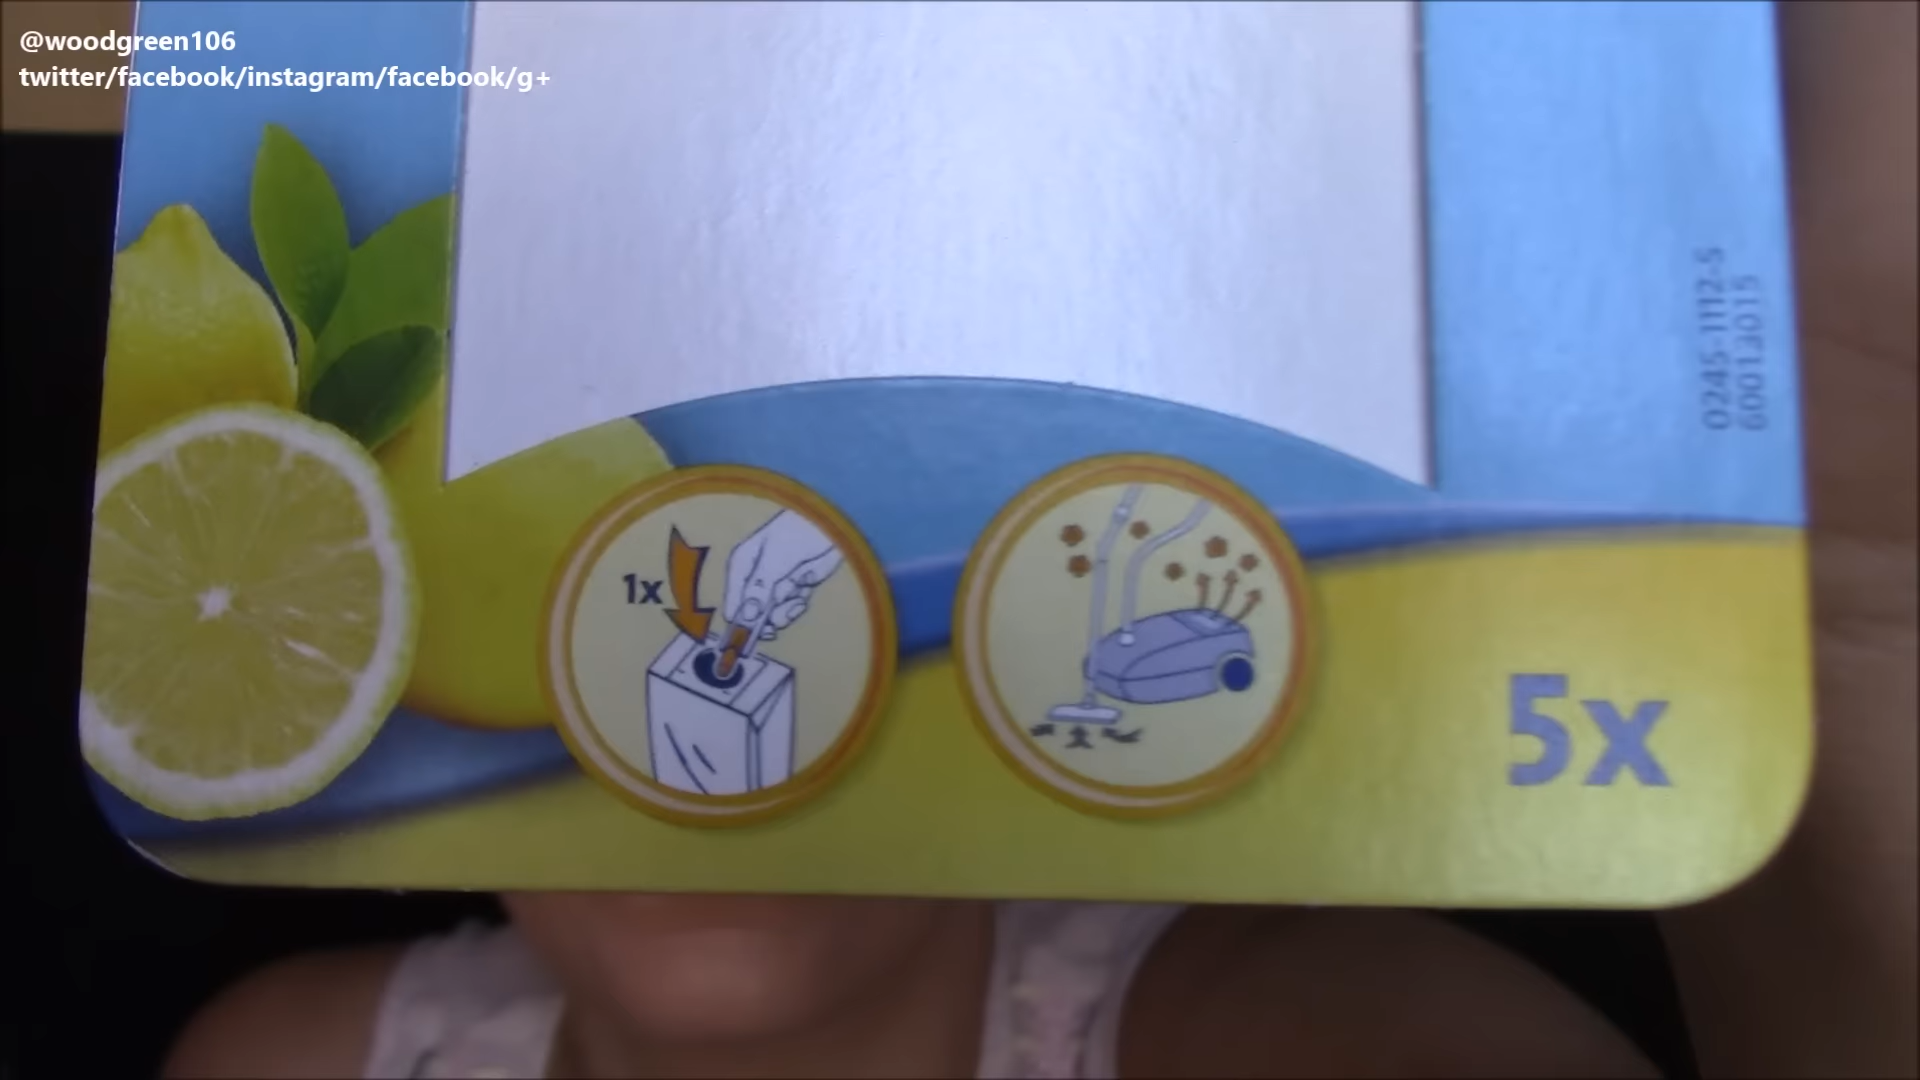 @woodgreen106
twitter/facebook/instagram/facebook/g+
0245-1112-5
60013015
1x
5x